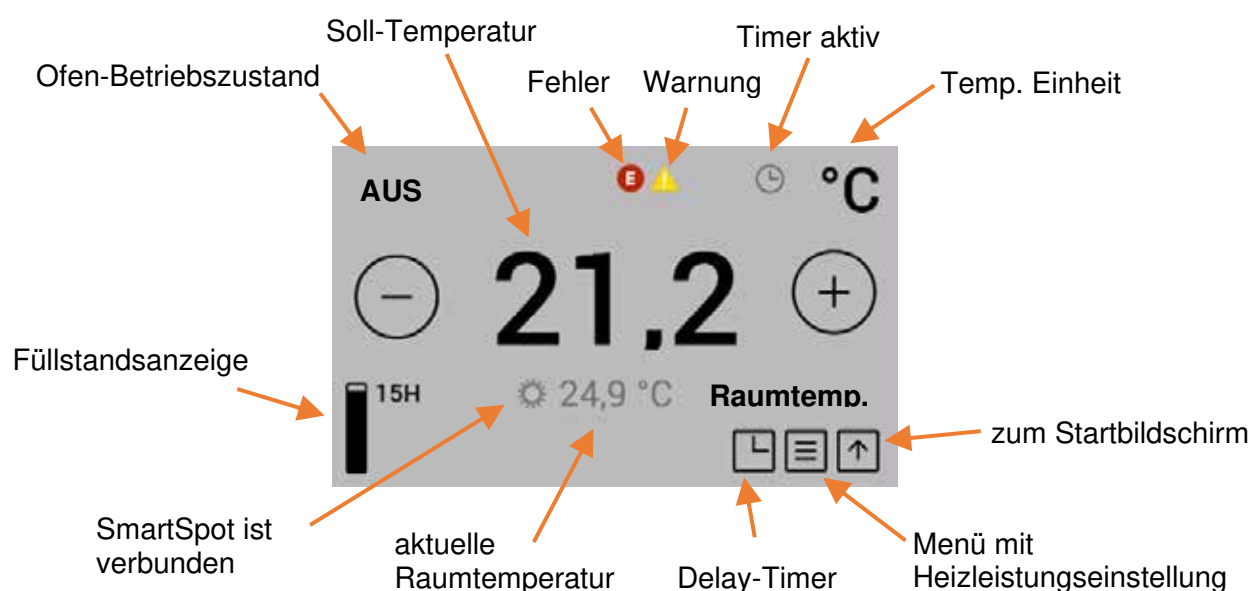 Soll-Temperatur
Timer aktiv
Ofen-Betriebszustand
Fehler
Warnung
Temp. Einheit
AUS
E
°C
21,2
Füllstandsanzeige
15H
24,9 °C
Raumtemp.
zum Startbildschirm
SmartSpot ist
verbunden
aktuelle
Raumtemperatur
Delay-Timer
Menü mit
Heizleistungseinstellung